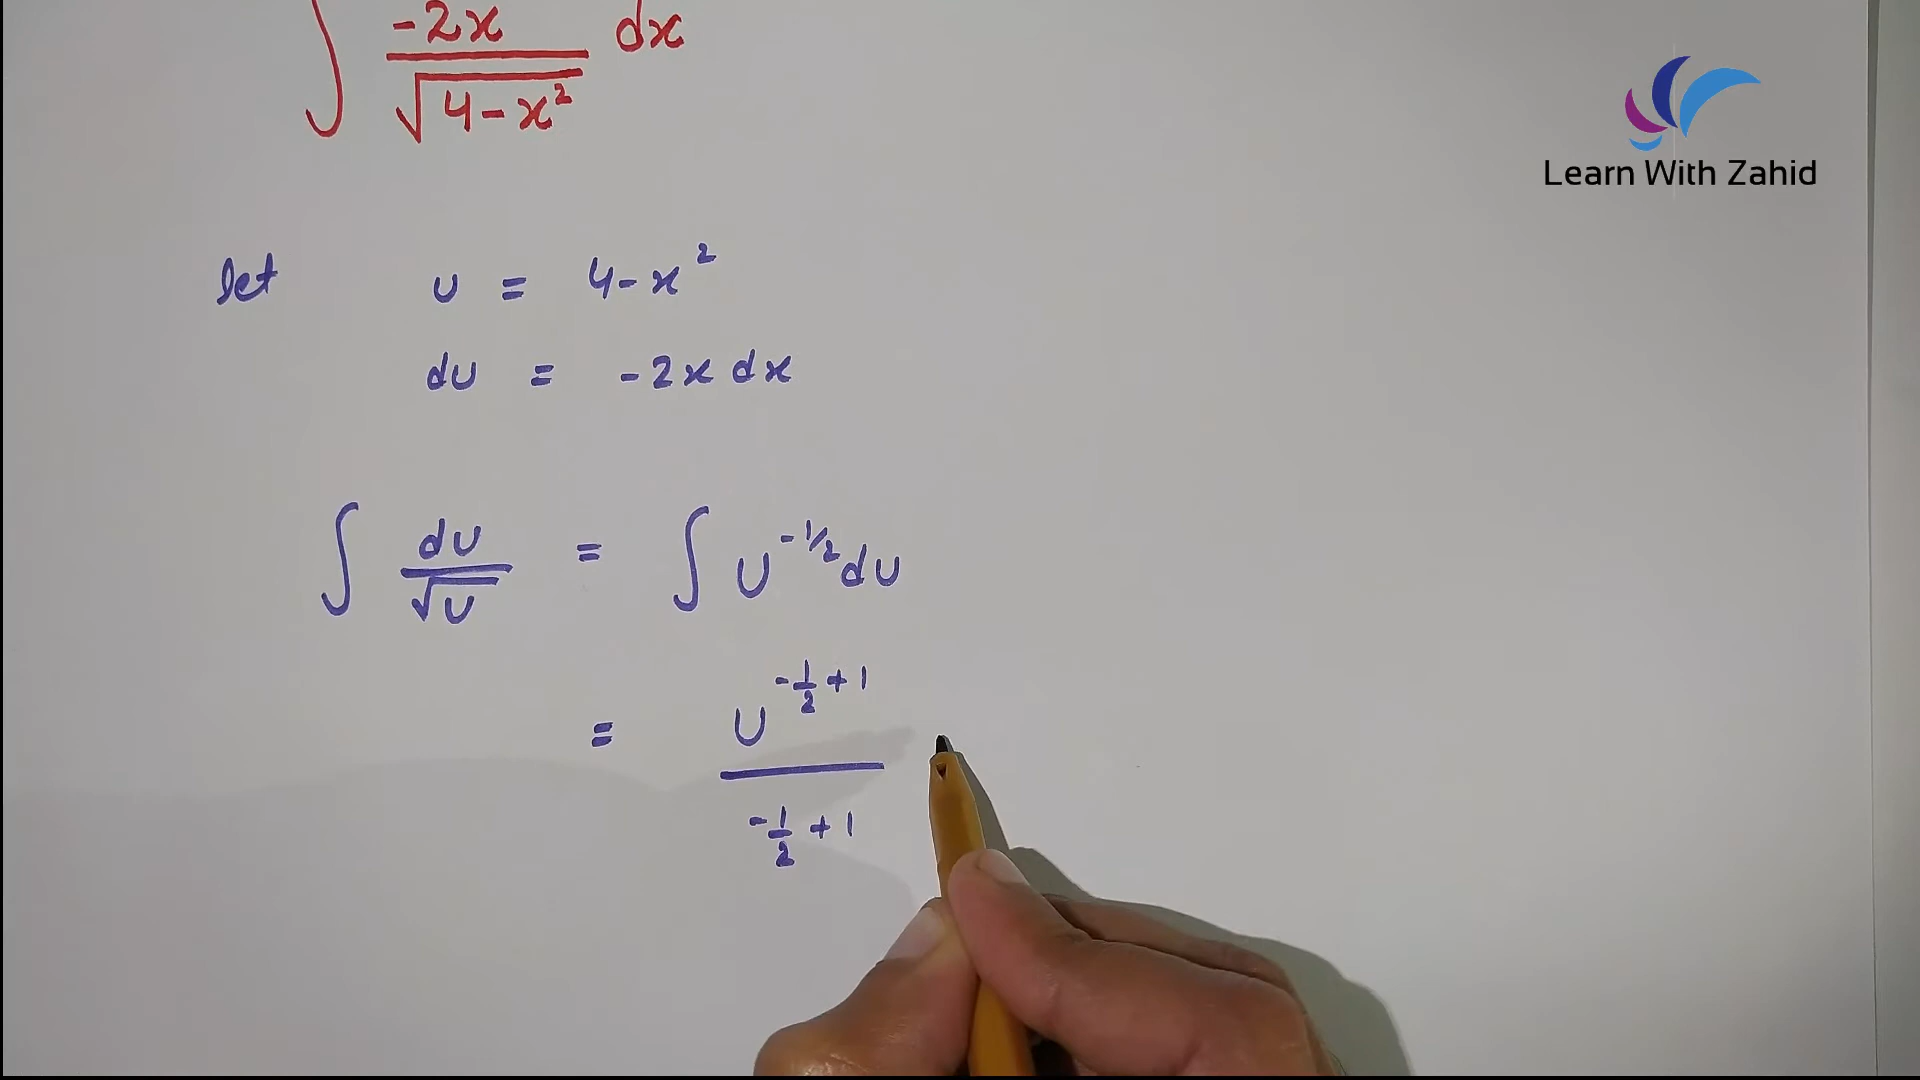 ∫ -2x / √(4-x²) dx
Learn With Zahid
let u = 4-x²
du = -2x dx
∫ du/√u = ∫ u^(-1/2) du
= u^(-1/2 + 1) / (-1/2 + 1)